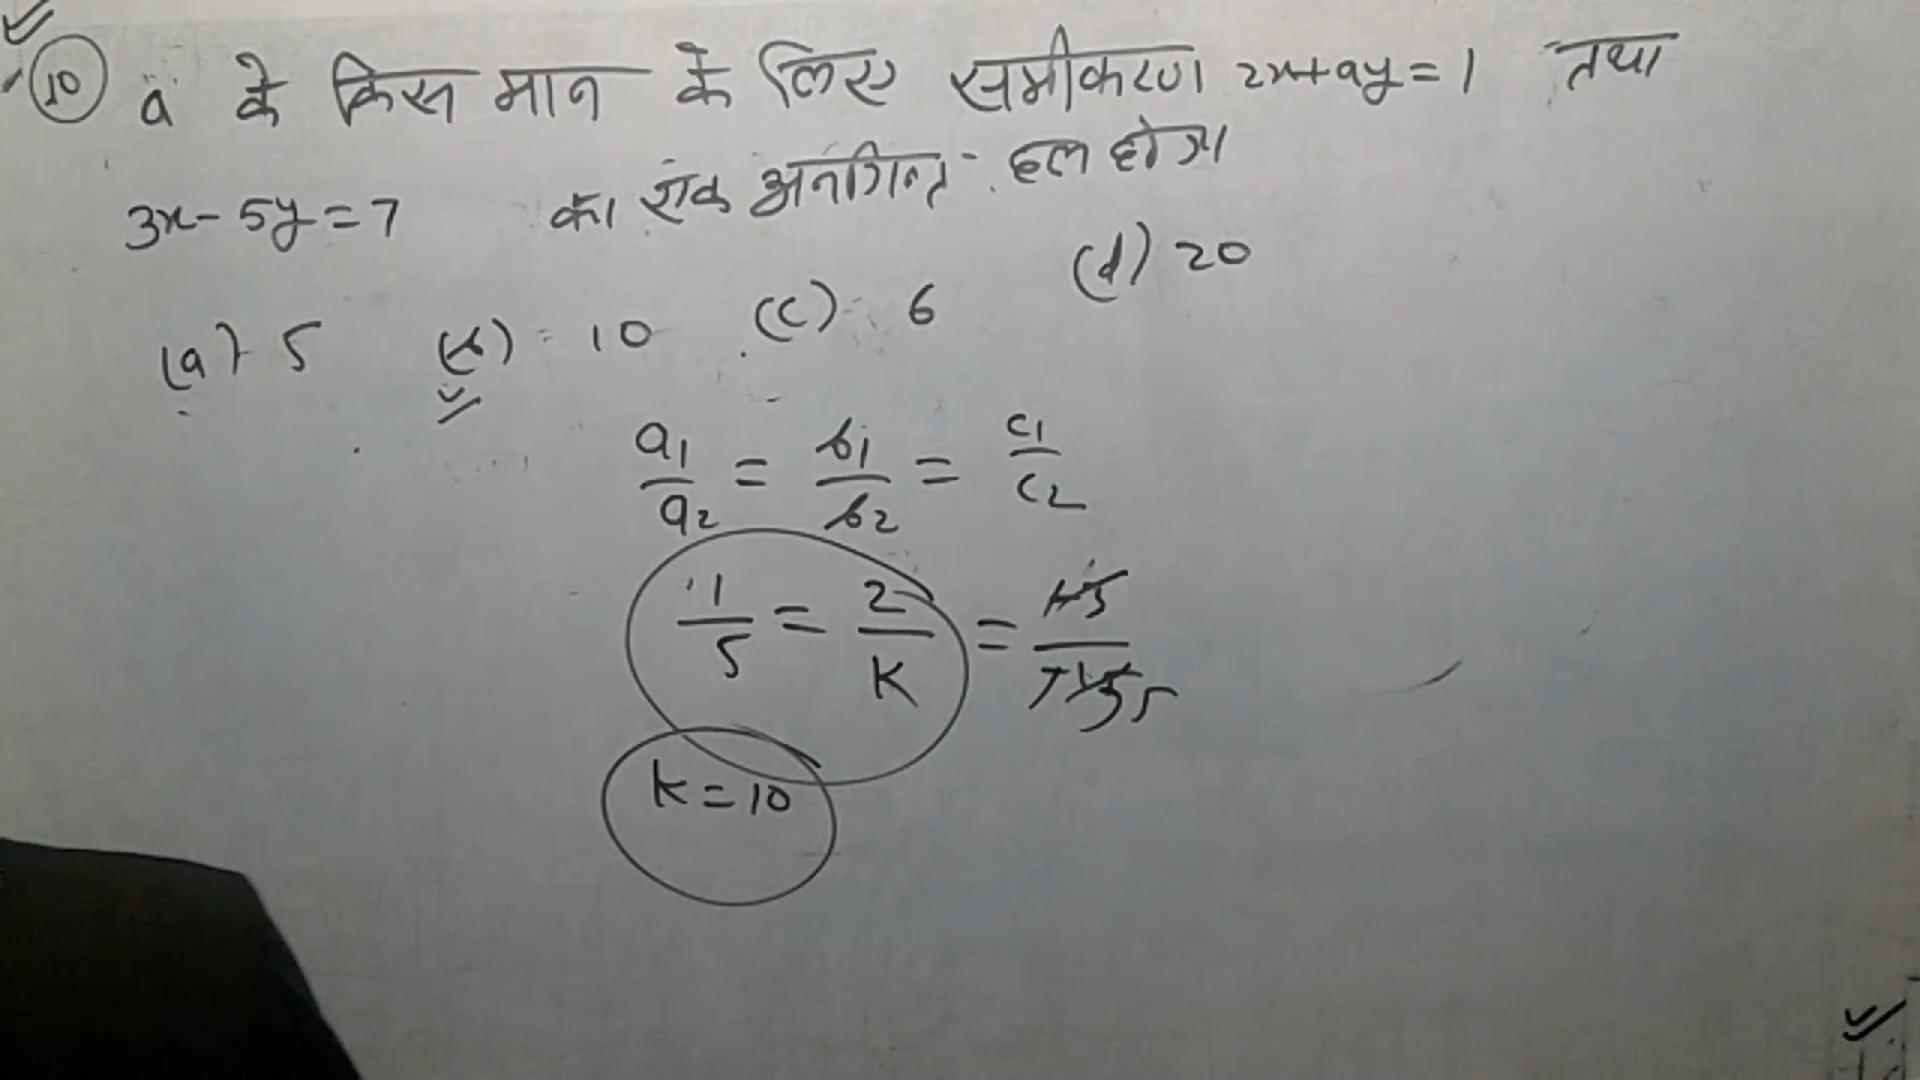 10 a के किस मान के लिए समीकरण 2x+ay=1 तथा
3x-5y=7 का एक अनगिनत हल होगा
(a) 5 (b) 10 (c) 6 (d) 20
a1/a2 = b1/b2 = c1/c2
1/5 = 2/K =
K=10